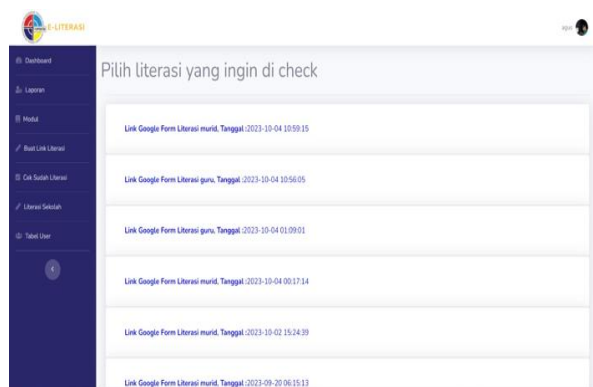 E-LITERASI
agus
Dashboard
Laporan
Modul
Buat Link Literasi
Cek Sudah Literasi
Literasi Sekolah
Tabel User
Pilih literasi yang ingin di check
Link Google Form Literasi murid, Tanggal :2023-10-04 10:59:15
Link Google Form Literasi guru, Tanggal :2023-10-04 10:56:05
Link Google Form Literasi guru, Tanggal :2023-10-04 01:09:01
Link Google Form Literasi murid, Tanggal :2023-10-04 00:17:14
Link Google Form Literasi murid, Tanggal :2023-10-02 15:24:39
Link Google Form Literasi murid, Tanggal :2023-09-20 06:15:13